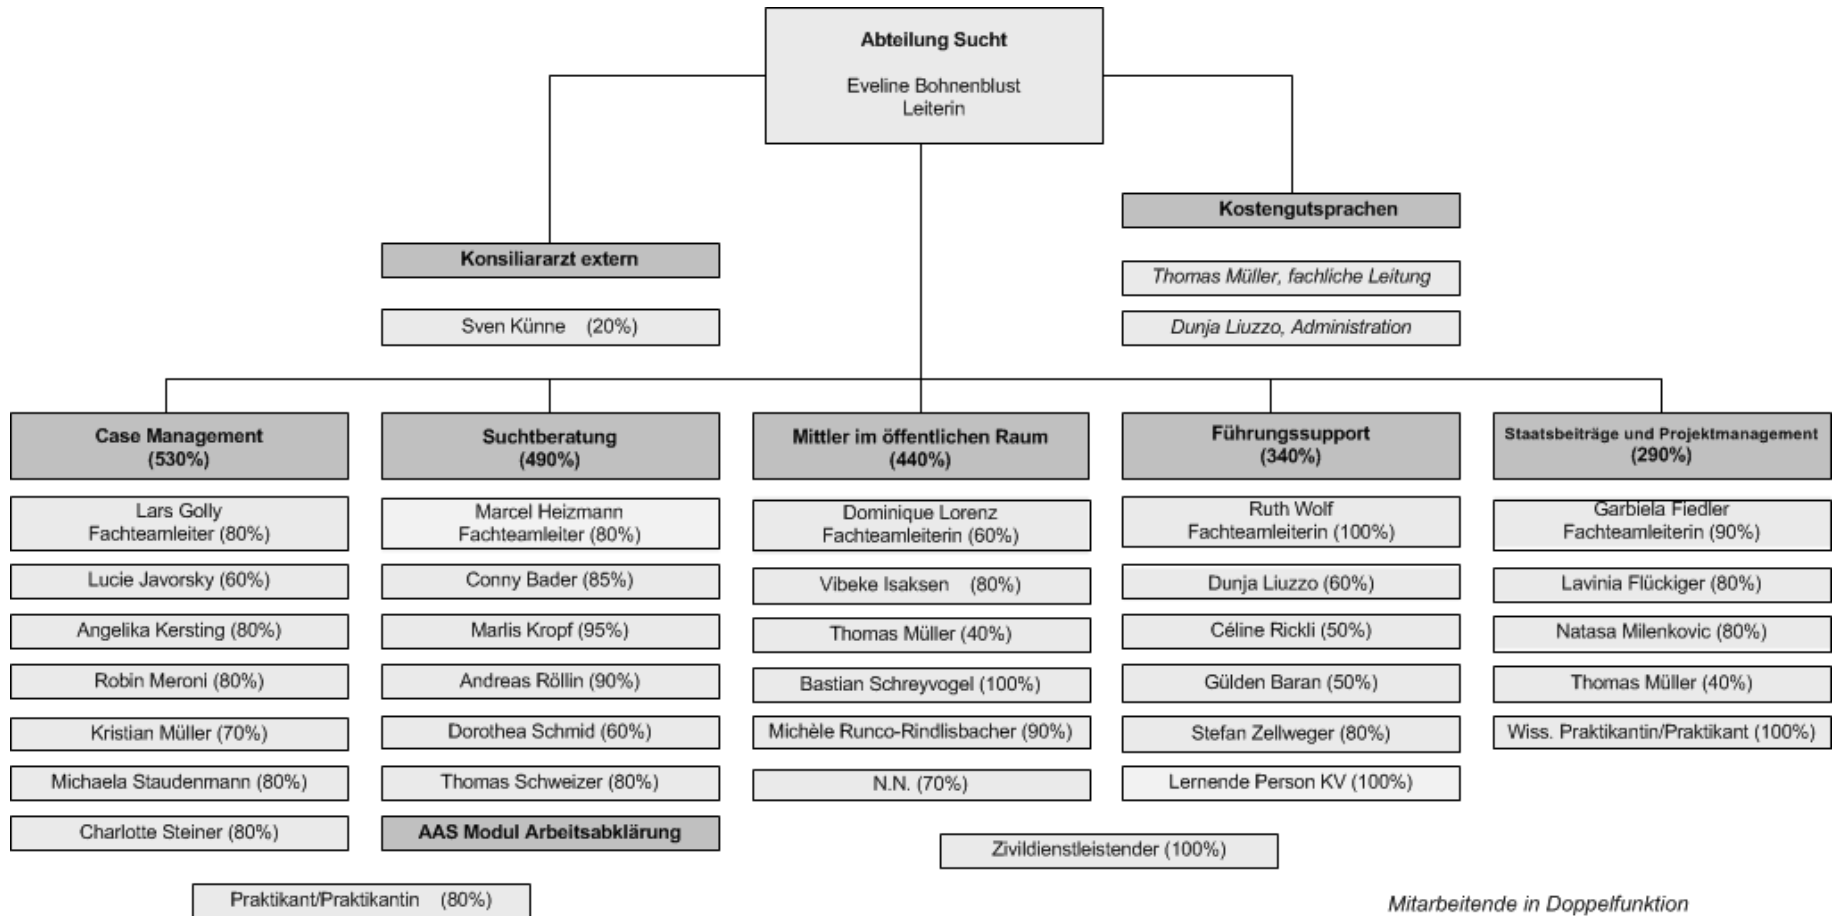 Abteilung Sucht
Eveline Bohnenblust
Leiterin
Kostengutsprachen
Thomas Müller, fachliche Leitung
Dunja Liuzzo, Administration
Konsiliararzt extern
Sven Künne (20%)
Case Management
(530%)
Lars Golly
Fachteamleiter (80%)
Lucie Javorsky (60%)
Angelika Kersting (80%)
Robin Meroni (80%)
Kristian Müller (70%)
Michaela Staudenmann (80%)
Charlotte Steiner (80%)
Suchtberatung
(490%)
Marcel Heizmann
Fachteamleiter (80%)
Conny Bader (85%)
Marlis Kropf (95%)
Andreas Röllin (90%)
Dorothea Schmid (60%)
Thomas Schweizer (80%)
AAS Modul Arbeitsabklärung
Praktikant/Praktikantin (80%)
Mittler im öffentlichen Raum
(440%)
Dominique Lorenz
Fachteamleiterin (60%)
Vibeke Isaksen (80%)
Thomas Müller (40%)
Bastian Schreyvogel (100%)
Michèle Runco-Rindlisbacher (90%)
N.N. (70%)
Führungssupport
(340%)
Ruth Wolf
Fachteamleiterin (100%)
Dunja Liuzzo (60%)
Céline Rickli (50%)
Gülden Baran (50%)
Stefan Zellweger (80%)
Lernende Person KV (100%)
Zivildienstleistender (100%)
Staatsbeiträge und Projektmanagement
(290%)
Garbiela Fiedler
Fachteamleiterin (90%)
Lavinia Flückiger (80%)
Natasa Milenkovic (80%)
Thomas Müller (40%)
Wiss. Praktikantin/Praktikant (100%)
Mitarbeitende in Doppelfunktion